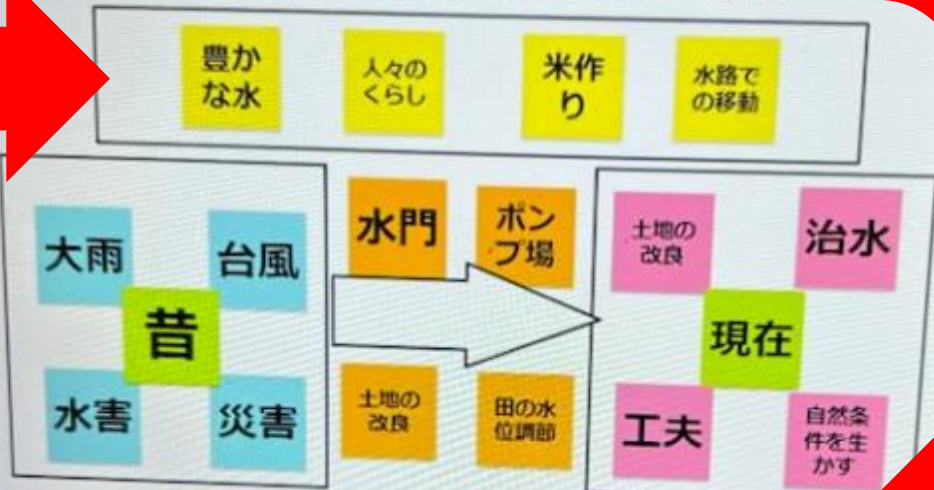 豊か
な水
人々の
くらし
米作
り
水路で
の移動
大雨
台風
昔
水害
災害
水門
ポン
プ場
土地の
改良
田の水
位調節
土地の
改良
治水
現在
工夫
自然条
件を生
かす